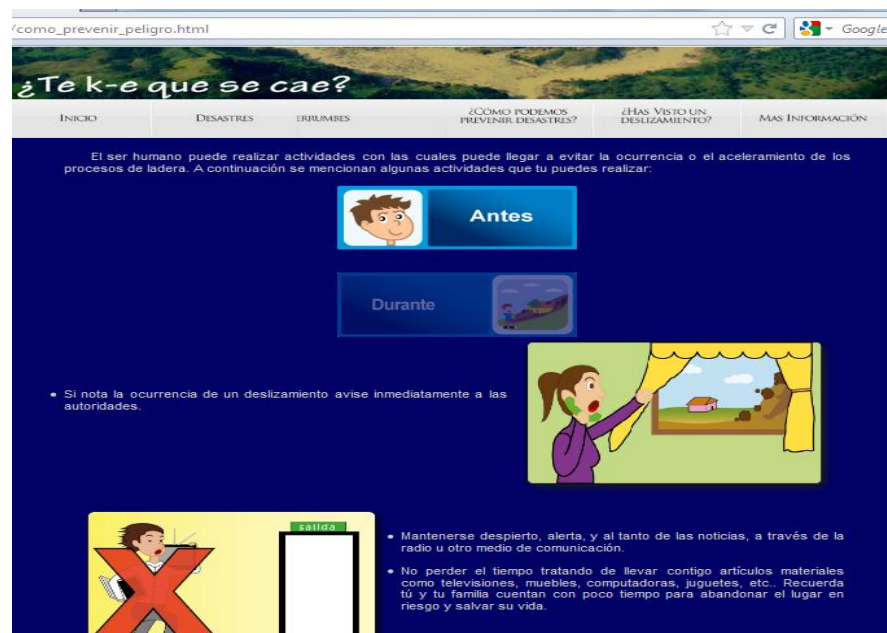 /como_prevenir_peligro.html
Google
¿Te k-e que se cae?
Inicio
Desastres
errumbes
¿Cómo podemos
prevenir desastres?
¿Has Visto un
deslizamiento?
Mas Información
El ser humano puede realizar actividades con las cuales puede llegar a evitar la ocurrencia o el aceleramiento de los
procesos de ladera. A continuación se mencionan algunas actividades que tu puedes realizar:
Antes
Durante
• Si nota la ocurrencia de un deslizamiento avise inmediatamente a las
autoridades.
salida
• Mantenerse despierto, alerta, y al tanto de las noticias, a través de la
radio u otro medio de comunicación.
• No perder el tiempo tratando de llevar contigo artículos materiales
como televisiones, muebles, computadoras, juguetes, etc.. Recuerda
tú y tu familia cuentan con poco tiempo para abandonar el lugar en
riesgo y salvar su vida.